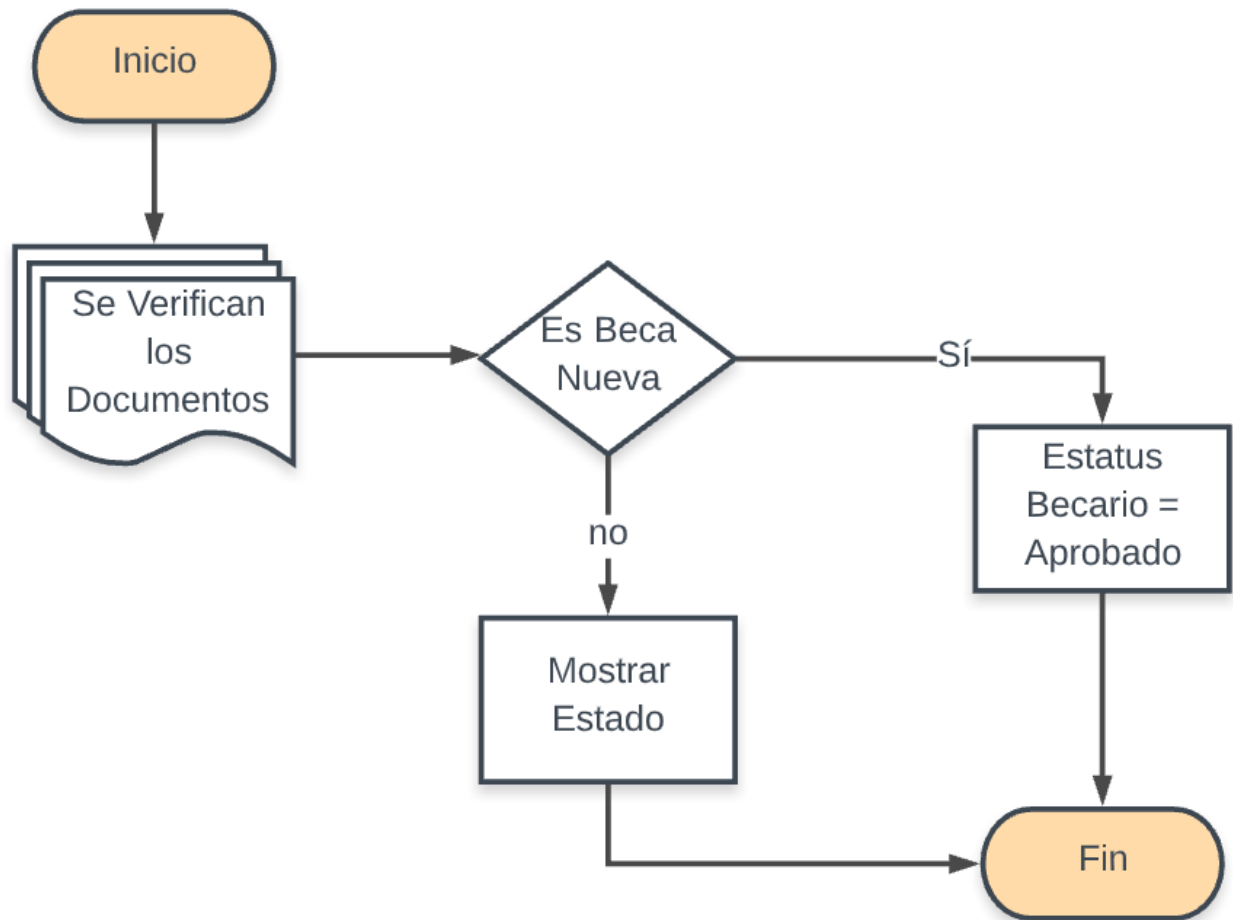 Inicio
Se Verifican
los
Documentos
Es Beca
Nueva
Sí
no
Estatus
Becario =
Aprobado
Mostrar
Estado
Fin